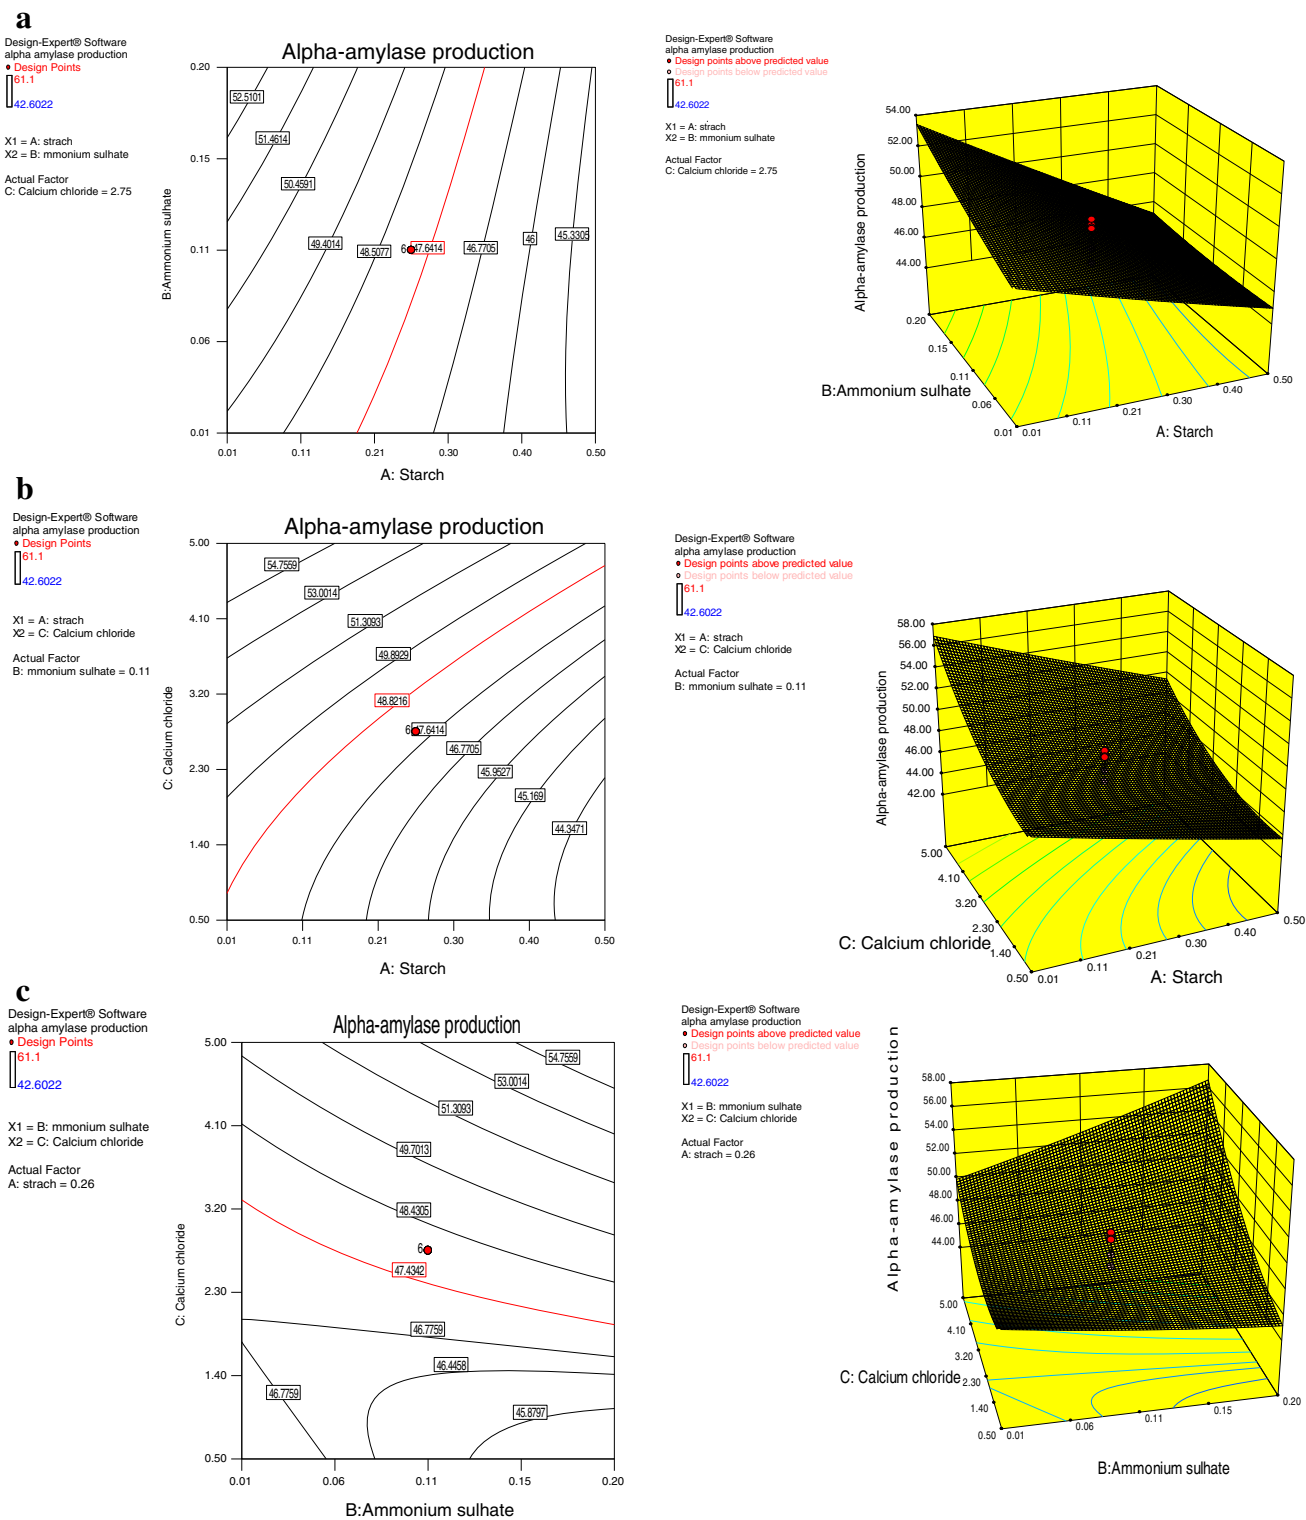 a
Design-Expert® Software
alpha amylase production
Design Points
61.1
42.6022
X1 = A: strach
X2 = B: mmonium sulhate
Actual Factor
C: Calcium chloride = 2.75
Alpha-amylase production
B:Ammonium sulhate
0.20
0.15
0.11
0.06
0.01
52.5101
51.4614
50.4591
49.4014
48.5077
6
47.6414
46.7705
46
45.3305
0.01
0.11
0.21
0.30
0.40
0.50
A: Starch
Design-Expert® Software
alpha amylase production
Design points above predicted value
Design points below predicted value
61.1
42.6022
X1 = A: strach
X2 = B: mmonium sulhate
Actual Factor
C: Calcium chloride = 2.75
Alpha-amylase production
54.00
52.00
50.00
48.00
46.00
44.00
0.20
0.15
0.11
0.06
0.01
B:Ammonium sulhate
0.01
0.11
0.21
0.30
0.40
0.50
A: Starch
b
Design-Expert® Software
alpha amylase production
Design Points
61.1
42.6022
X1 = A: strach
X2 = C: Calcium chloride
Actual Factor
B: mmonium sulhate = 0.11
Alpha-amylase production
C: Calcium chloride
5.00
4.10
3.20
2.30
1.40
0.50
54.7559
53.0014
51.3093
49.8929
48.8216
6
7.6414
46.7705
45.9527
45.169
44.3471
0.01
0.11
0.21
0.30
0.40
0.50
A: Starch
Design-Expert® Software
alpha amylase production
Design points above predicted value
Design points below predicted value
61.1
42.6022
X1 = A: strach
X2 = C: Calcium chloride
Actual Factor
B: mmonium sulhate = 0.11
Alpha-amylase production
58.00
56.00
54.00
52.00
50.00
48.00
46.00
44.00
42.00
5.00
4.10
3.20
2.30
1.40
0.50
C: Calcium chloride
0.01
0.11
0.21
0.30
0.40
0.50
A: Starch
c
Design-Expert® Software
alpha amylase production
Design Points
61.1
42.6022
X1 = B: mmonium sulhate
X2 = C: Calcium chloride
Actual Factor
A: strach = 0.26
Alpha-amylase production
C: Calcium chloride
5.00
4.10
3.20
2.30
1.40
0.50
54.7559
53.0014
51.3093
49.7013
48.4305
6
47.4342
46.7759
46.4458
46.7759
45.8797
0.01
0.06
0.11
0.15
0.20
B:Ammonium sulhate
Design-Expert® Software
alpha amylase production
Design points above predicted value
Design points below predicted value
61.1
42.6022
X1 = B: mmonium sulhate
X2 = C: Calcium chloride
Actual Factor
A: strach = 0.26
Alpha-amylase production
58.00
56.00
54.00
52.00
50.00
48.00
46.00
44.00
5.00
4.10
3.20
2.30
1.40
0.50
C: Calcium chloride
0.01
0.06
0.11
0.15
0.20
B:Ammonium sulhate